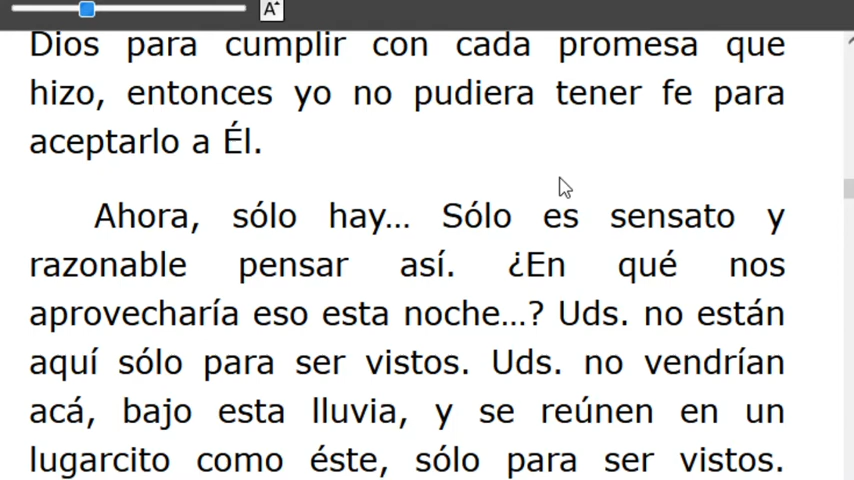 A
Dios para cumplir con cada promesa que
hizo, entonces yo no pudiera tener fe para
aceptarlo a Él.
Ahora, sólo hay... Sólo es sensato y
razonable pensar así. ¿En qué nos
aprovecharía eso esta noche...? Uds. no están
aquí sólo para ser vistos. Uds. no vendrían
acá, bajo esta lluvia, y se reúnen en un
lugarcito como éste, sólo para ser vistos.